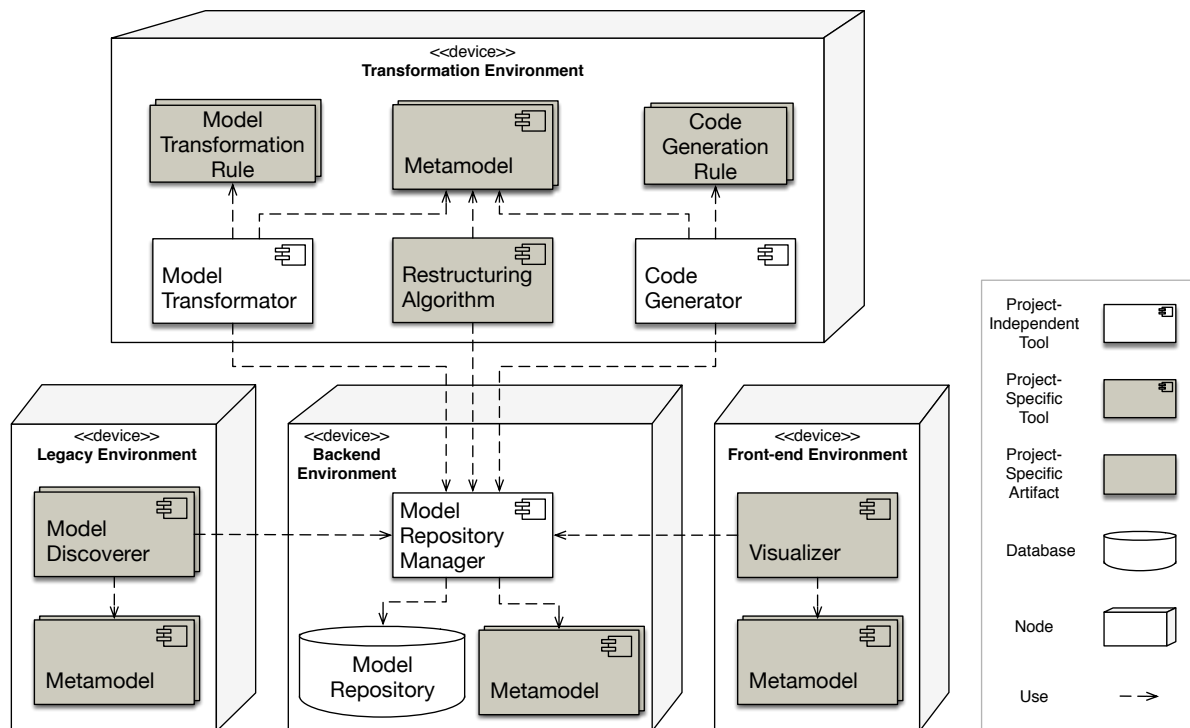 <<device>>
Transformation Environment
Model
Transformation
Rule
Metamodel
Code
Generation
Rule
Model
Transformator
Restructuring
Algorithm
Code
Generator
<<device>>
Legacy Environment
Model
Discoverer
Metamodel
<<device>>
Backend
Environment
Model
Repository
Manager
Model
Repository
Metamodel
<<device>>
Front-end Environment
Visualizer
Metamodel
Project-
Independent
Tool
Project-
Specific
Tool
Project-
Specific
Artifact
Database
Node
Use